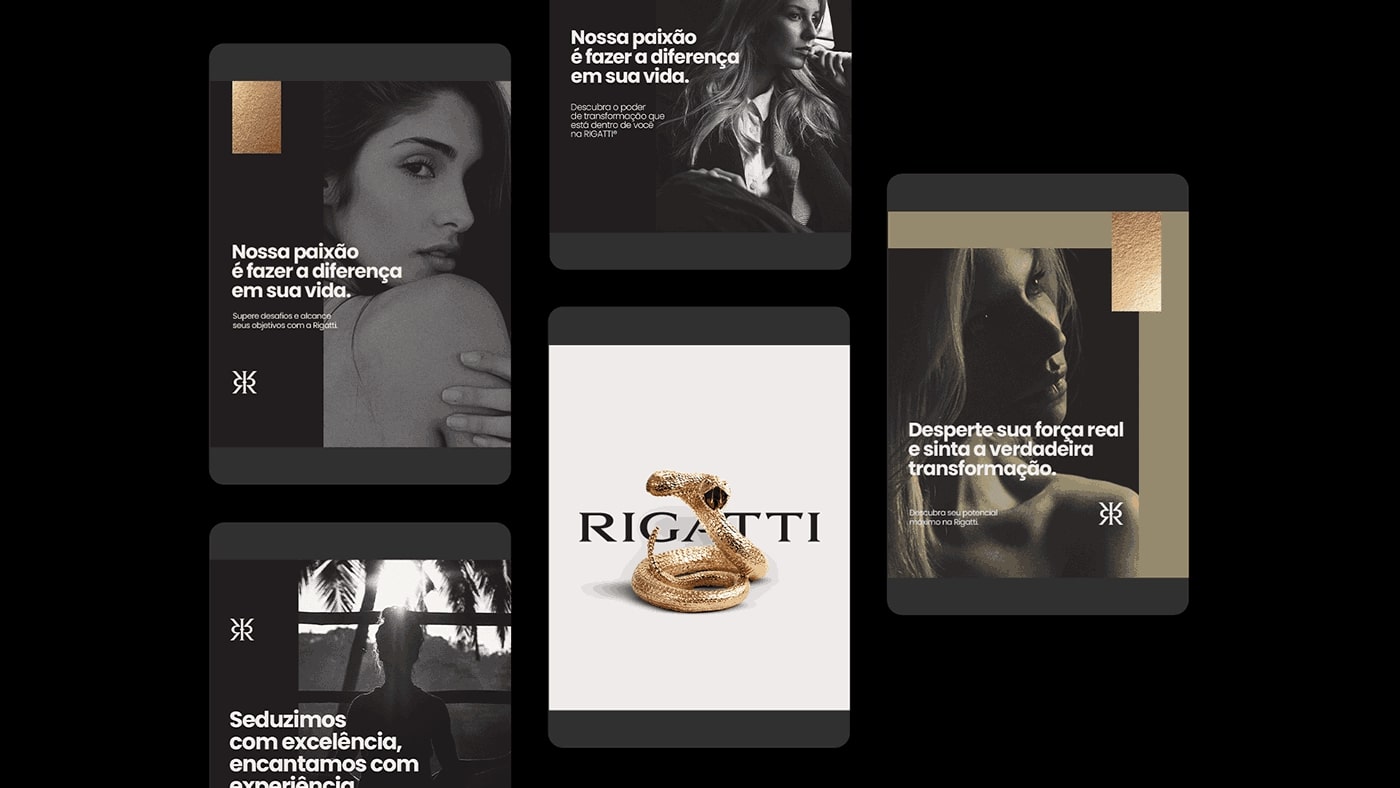 Nossa paixão
é fazer a diferença
em sua vida.
Supere desafios e alcance
seus objetivos com a Rigatti.
Seduzimos
com excelência,
encantamos com
experiência
Nossa paixão
é fazer a diferença
em sua vida.
Descubra o poder
de transformação que
está dentro de você
na RIGATTI®
RIGATTI
Desperte sua força real
e sinta a verdadeira
transformação.
Descubra seu potencial
máximo na Rigatti.